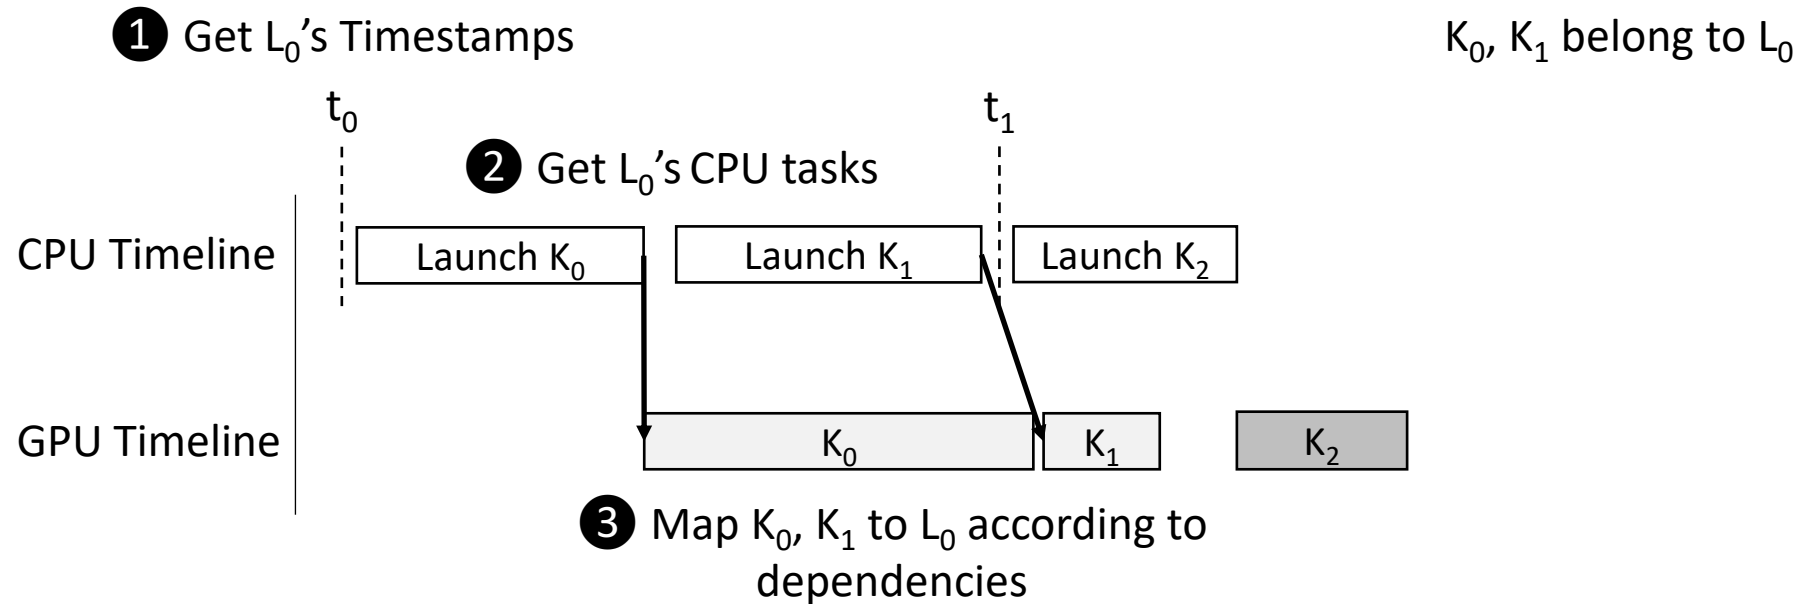 ❶ Get L₀’s Timestamps
K₀, K₁ belong to L₀
t₀
t₁
❷ Get L₀’s CPU tasks
CPU Timeline
Launch K₀
Launch K₁
Launch K₂
GPU Timeline
K₀
K₁
K₂
❸ Map K₀, K₁ to L₀ according to
dependencies